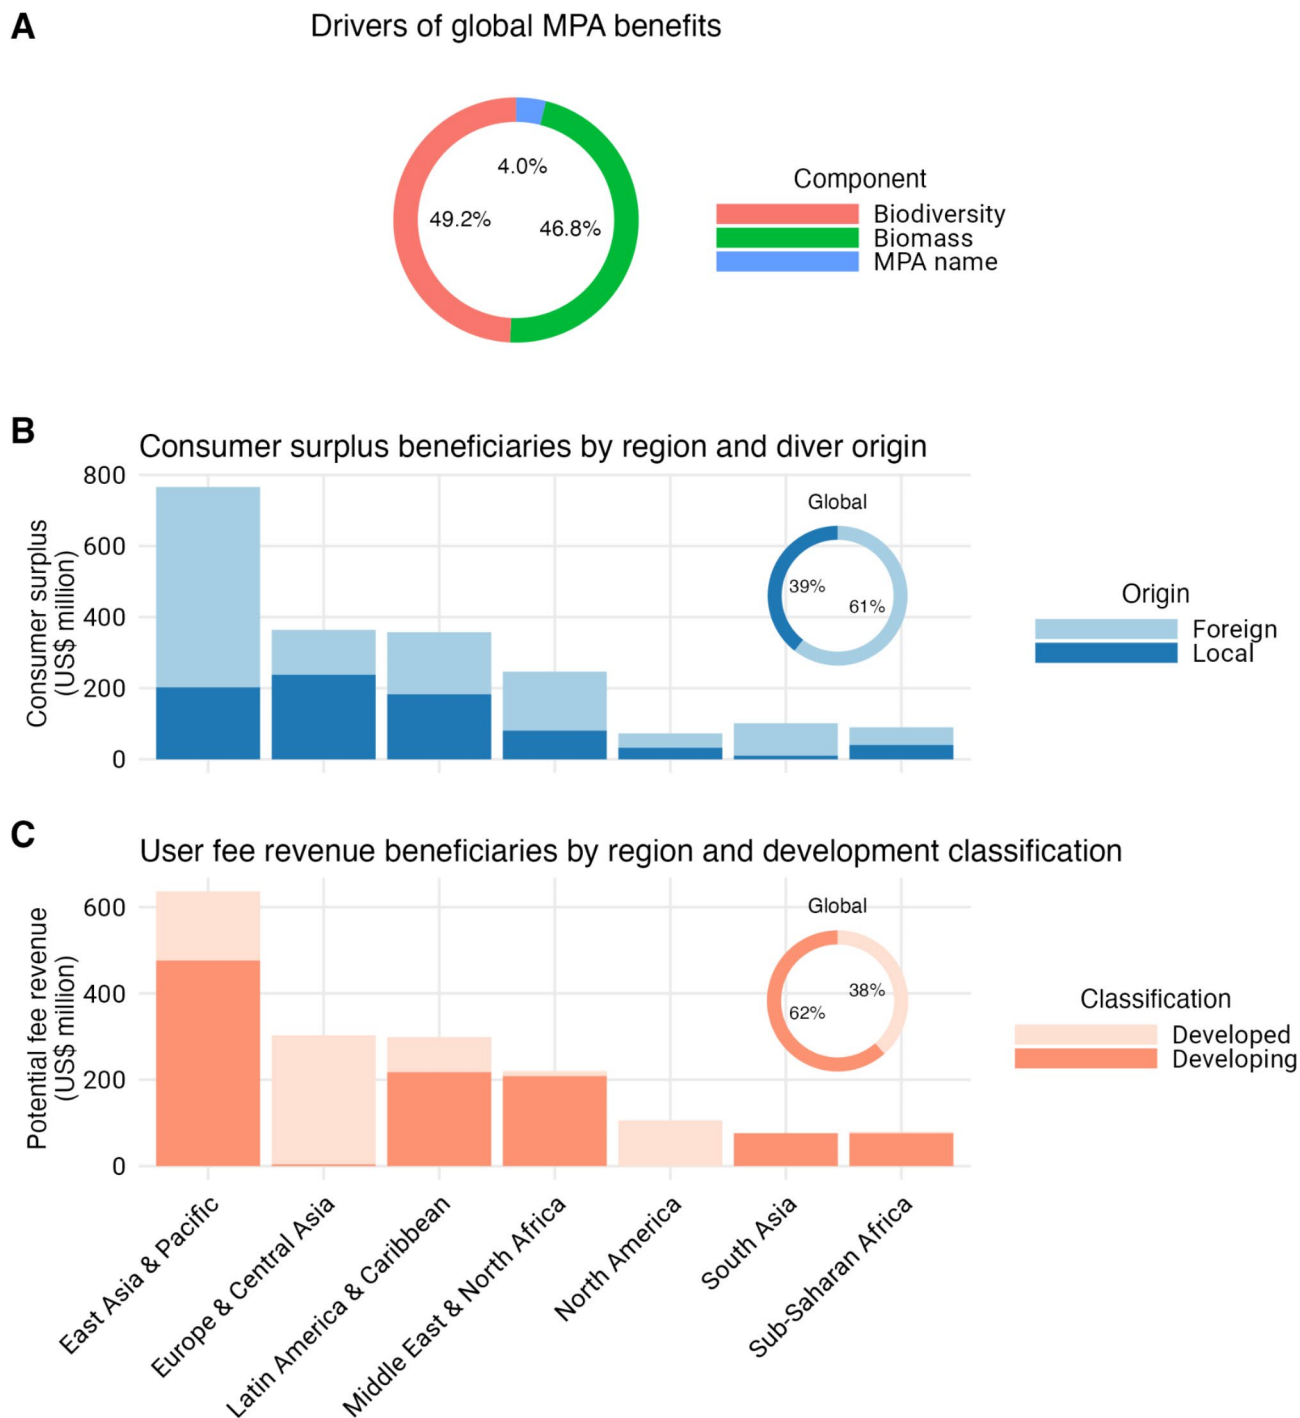 A
Drivers of global MPA benefits
4.0%
49.2%
46.8%
Component
Biodiversity
Biomass
MPA name
B
Consumer surplus beneficiaries by region and diver origin
Consumer surplus
(US$ million)
800
600
400
200
0
Global
39%
61%
Origin
Foreign
Local
C
User fee revenue beneficiaries by region and development classification
Potential fee revenue
(US$ million)
600
400
200
0
Global
38%
62%
Classification
Developed
Developing
East Asia & Pacific
Europe & Central Asia
Latin America & Caribbean
Middle East & North Africa
North America
South Asia
Sub-Saharan Africa